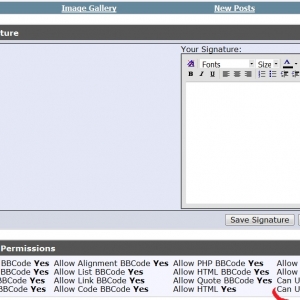 Image Gallery New Posts
ture
Your Signature:
Fonts Size A
B I U
Save Signature
Permissions
BBCode Yes Allow Alignment BBCode Yes Allow PHP BBCode Yes Allow
BBCode Yes Allow List BBCode Yes Allow HTML BBCode Yes Allow
BBCode Yes Allow Link BBCode Yes Allow Quote BBCode Yes Can U
BBCode Yes Allow Code BBCode Yes Allow HTML Yes Can U